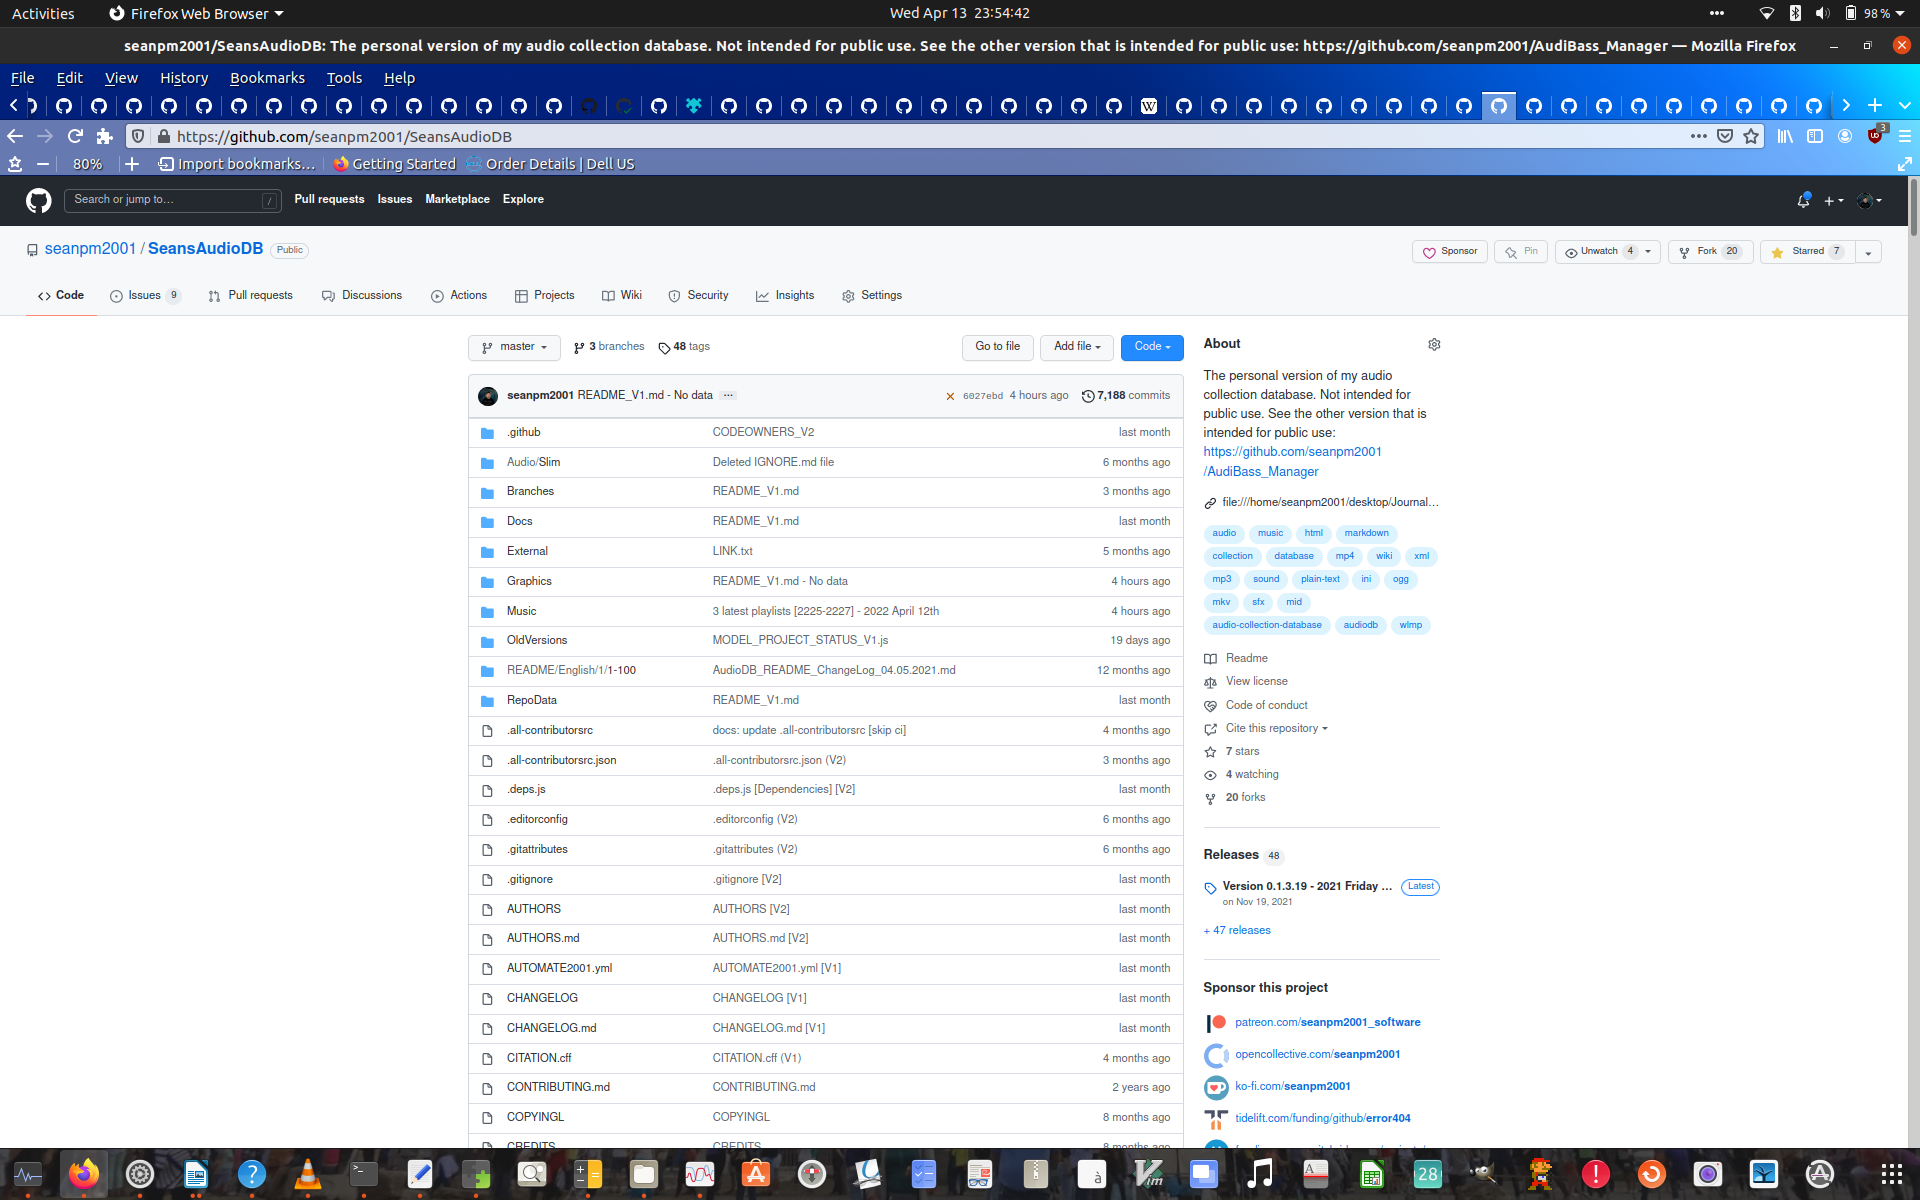 Activities
Firefox Web Browser
Wed Apr 13 23:54:42
98 %
seanpm2001/SeansAudioDB: The personal version of my audio collection database. Not intended for public use. See the other version that is intended for public use: https://github.com/seanpm2001/AudiBass_Manager — Mozilla Firefox
File Edit View History Bookmarks Tools Help
https://github.com/seanpm2001/SeansAudioDB
3
80%
Import bookmarks…
Getting Started
Order Details | Dell US
Search or jump to…
/
Pull requests Issues Marketplace Explore
seanpm2001 / SeansAudioDB Public
Sponsor
Pin
Unwatch 4
Fork 20
Starred 7
Code
Issues 9
Pull requests
Discussions
Actions
Projects
Wiki
Security
Insights
Settings
master
3 branches
48 tags
Go to file
Add file
Code
seanpm2001 README_V1.md - No data ···
6027ebd 4 hours ago 7,188 commits
.github CODEOWNERS_V2 last month
Audio/Slim Deleted IGNORE.md file 6 months ago
Branches README_V1.md 3 months ago
Docs README_V1.md last month
External LINK.txt 5 months ago
Graphics README_V1.md - No data 4 hours ago
Music 3 latest playlists [2225-2227] - 2022 April 12th 4 hours ago
OldVersions MODEL_PROJECT_STATUS_V1.js 19 days ago
README/English/1/1-100 AudioDB_README_ChangeLog_04.05.2021.md 12 months ago
RepoData README_V1.md last month
.all-contributorsrc docs: update .all-contributorsrc [skip ci] 4 months ago
.all-contributorsrc.json .all-contributorsrc.json (V2) 3 months ago
.deps.js .deps.js [Dependencies] [V2] last month
.editorconfig .editorconfig (V2) 6 months ago
.gitattributes .gitattributes (V2) 6 months ago
.gitignore .gitignore [V2] last month
AUTHORS AUTHORS [V2] last month
AUTHORS.md AUTHORS.md [V2] last month
AUTOMATE2001.yml AUTOMATE2001.yml [V1] last month
CHANGELOG CHANGELOG [V1] last month
CHANGELOG.md CHANGELOG.md [V1] last month
CITATION.cff CITATION.cff (V1) 4 months ago
CONTRIBUTING.md CONTRIBUTING.md 2 years ago
COPYINGL COPYINGL 8 months ago
CREDITS CREDITS 8 months ago
About
The personal version of my audio
collection database. Not intended for
public use. See the other version that is
intended for public use:
https://github.com/seanpm2001
/AudiBass_Manager
file:///home/seanpm2001/desktop/Journal…
audio music html markdown
collection database mp4 wiki xml
mp3 sound plain-text ini ogg
mkv sfx mid
audio-collection-database audiodb wlmp
Readme
View license
Code of conduct
Cite this repository
7 stars
4 watching
20 forks
Releases 48
Version 0.1.3.19 - 2021 Friday ... Latest
on Nov 19, 2021
+ 47 releases
Sponsor this project
patreon.com/seanpm2001_software
opencollective.com/seanpm2001
ko-fi.com/seanpm2001
tidelift.com/funding/github/error404
28